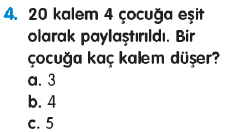 4. 20 kalem 4 çocuğa eşit
olarak paylaştırıldı. Bir
çocuğa kaç kalem düşer?
a. 3
b. 4
c. 5